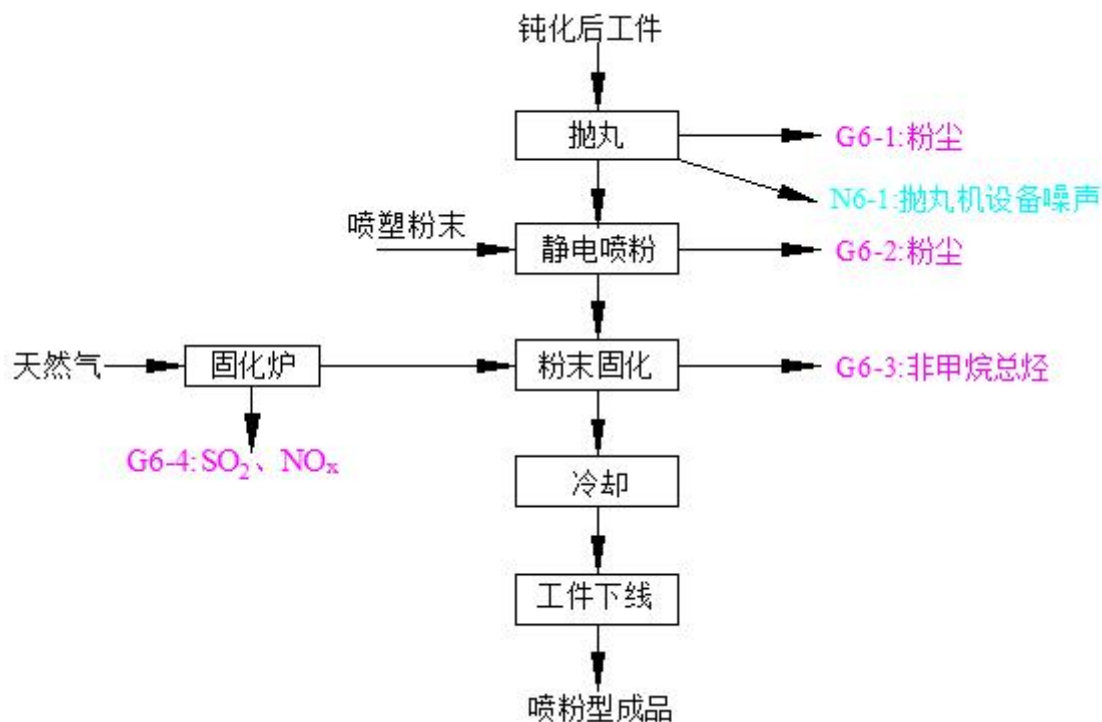 钝化后工件
抛丸
G6-1:粉尘
N6-1:抛丸机设备噪声
喷塑粉末
静电喷粉
G6-2:粉尘
天然气
固化炉
粉末固化
G6-3:非甲烷总烃
G6-4:SO₂、NOₓ
冷却
工件下线
喷粉型成品